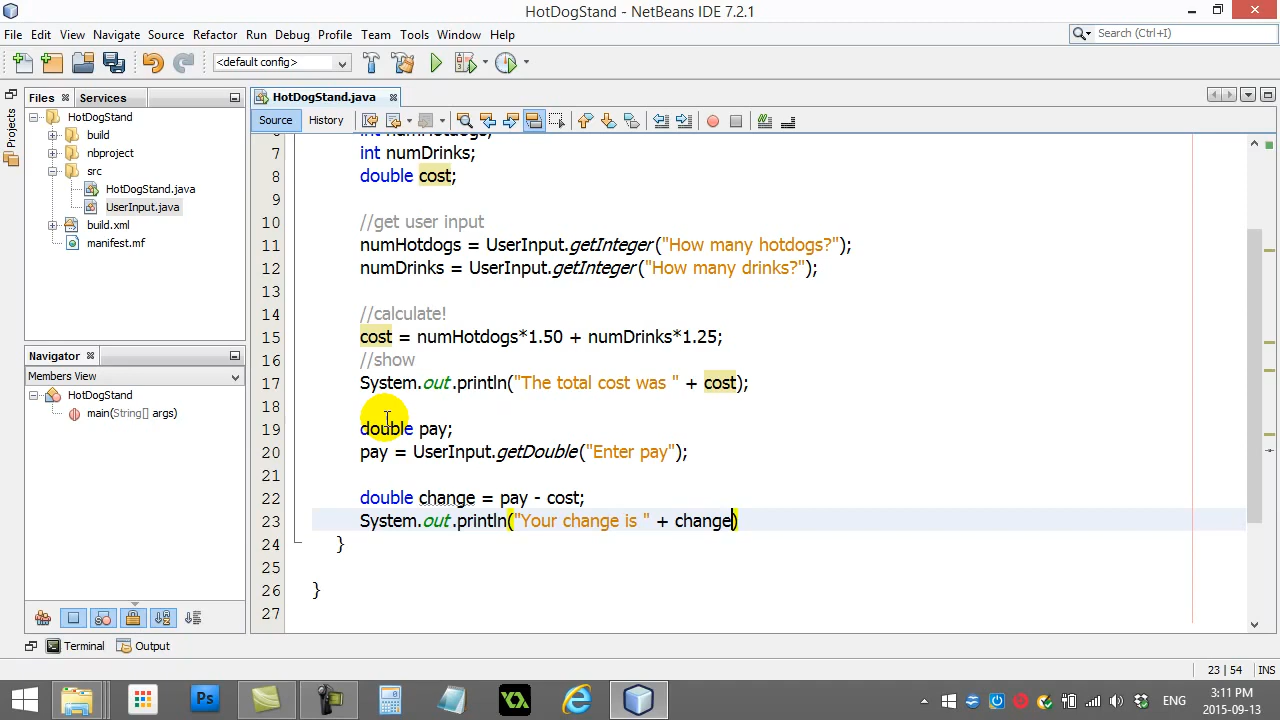 HotDogStand - NetBeans IDE 7.2.1
File Edit View Navigate Source Refactor Run Debug Profile Team Tools Window Help
Search (Ctrl+I)
<default config>
Projects
Files Services
HotDogStand
build
nbproject
src
HotDogStand.java
UserInput.java
build.xml
manifest.mf
Navigator
Members View
HotDogStand
main(String[] args)
HotDogStand.java
Source History
int numHotdogs;
7 int numDrinks;
8 double cost;
9
10 //get user input
11 numHotdogs = UserInput.getInteger("How many hotdogs?");
12 numDrinks = UserInput.getInteger("How many drinks?");
13
14 //calculate!
15 cost = numHotdogs*1.50 + numDrinks*1.25;
16 //show
17 System.out.println("The total cost was " + cost);
18
19 double pay;
20 pay = UserInput.getDouble("Enter pay");
21
22 double change = pay - cost;
23 System.out.println("Your change is " + change)
24 }
25
26 }
27
Terminal Output
23 | 54 INS
Ps
ENG
3:11 PM
2015-09-13